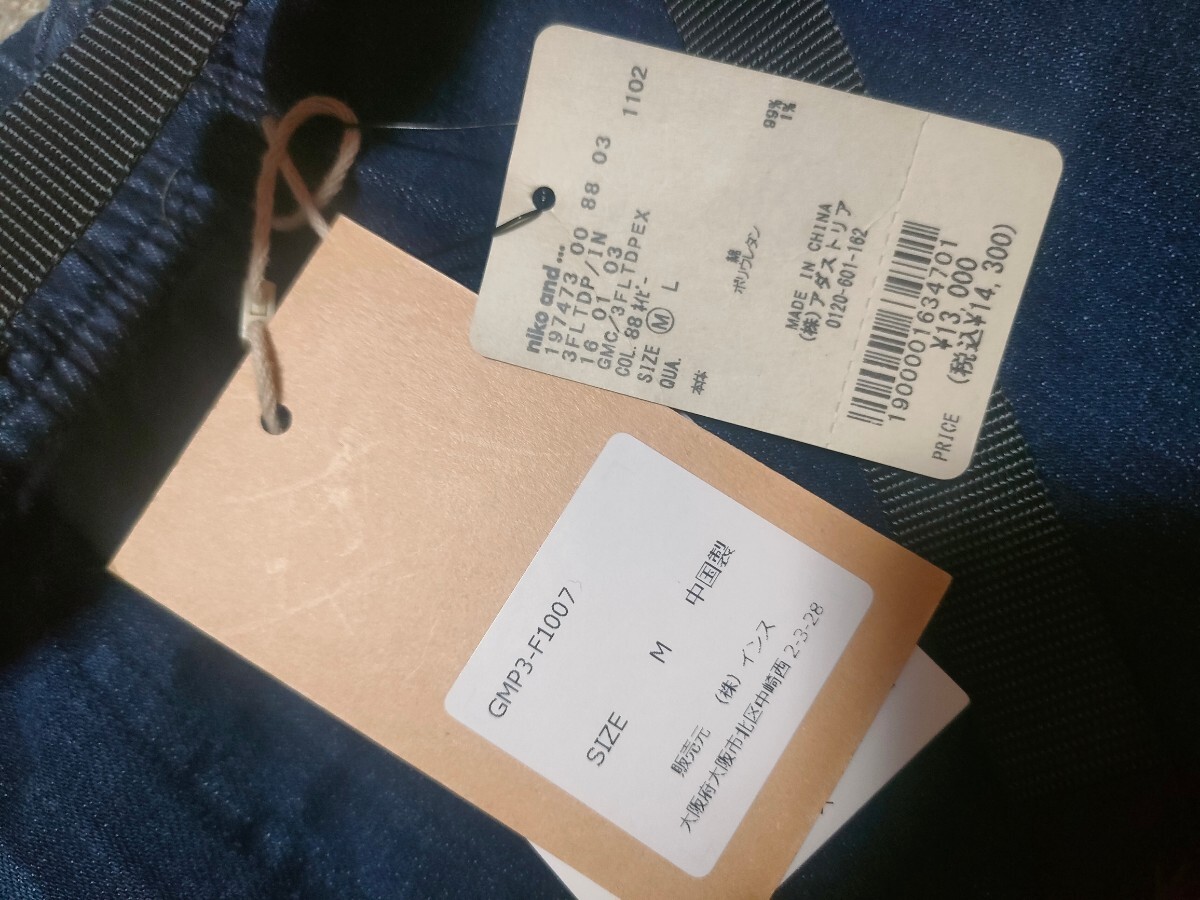 niko and ...
197473 00 88 03 1102
3FLTDP/IN
16 01 03
GMC/3FLTDPEX
COL. 88 ﾈｲﾋﾞｰ
SIZE M L
QUA.
本体
綿 99%
ポリウレタン 1%
MADE IN CHINA
(株)アダストリア
0120-601-162
1900001634701
¥13,000
PRICE (税込¥14,300)
GMP3-F1007
SIZE M
中国製
販売元 (株) インス
大阪府大阪市北区中崎西 2-3-28